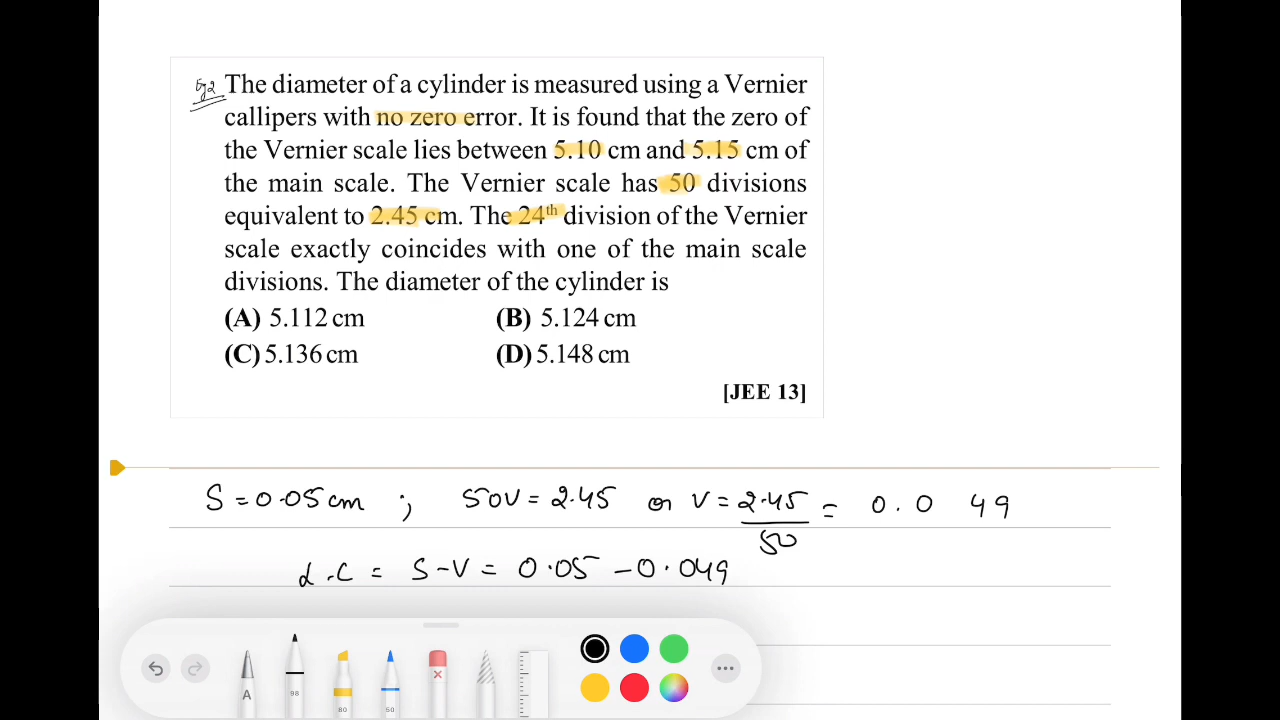 Eg2 The diameter of a cylinder is measured using a Vernier
callipers with no zero error. It is found that the zero of
the Vernier scale lies between 5.10 cm and 5.15 cm of
the main scale. The Vernier scale has 50 divisions
equivalent to 2.45 cm. The 24th division of the Vernier
scale exactly coincides with one of the main scale
divisions. The diameter of the cylinder is
(A) 5.112 cm (B) 5.124 cm
(C) 5.136 cm (D) 5.148 cm
[JEE 13]
S = 0.05 cm ; 50V = 2.45 or V = 2.45/50 = 0.0 49
L.C = S-V = 0.05 - 0.049
A 98 80 50